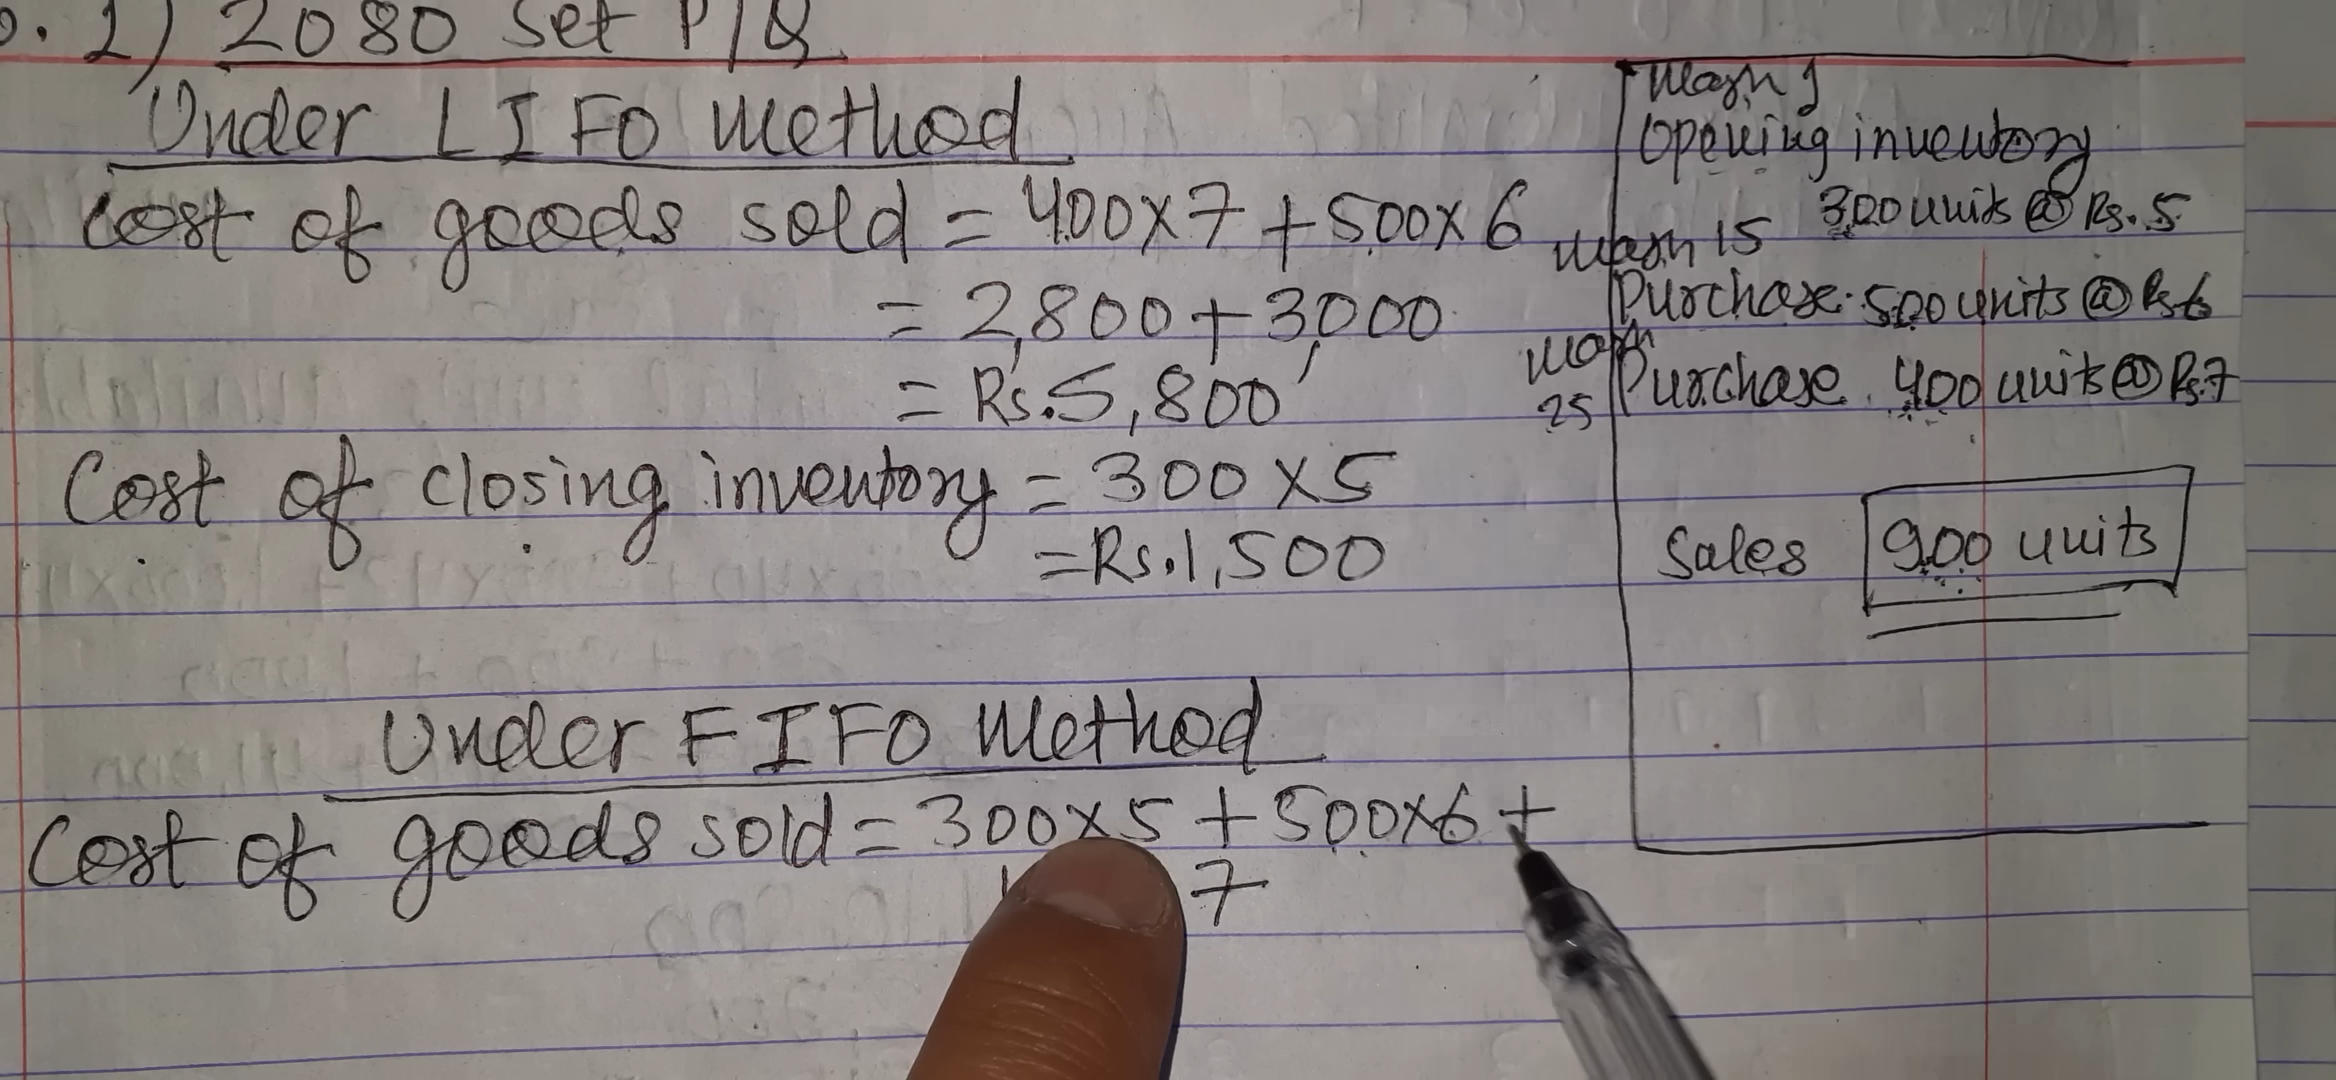 1) 2080 Set P/Q
Under LIFO Method
Cost of goods sold = 400×7 + 500×6
= 2,800 + 3,000
= Rs.5,800
Cost of closing inventory = 300×5
= Rs.1,500
Under FIFO Method
Cost of goods sold = 300×5 + 500×6 +
7
Opening inventory
300 units @ Rs. 5
15
Purchase 500 units @ Rs 6
25
Purchase 400 units @ Rs.7
Sales 900 units